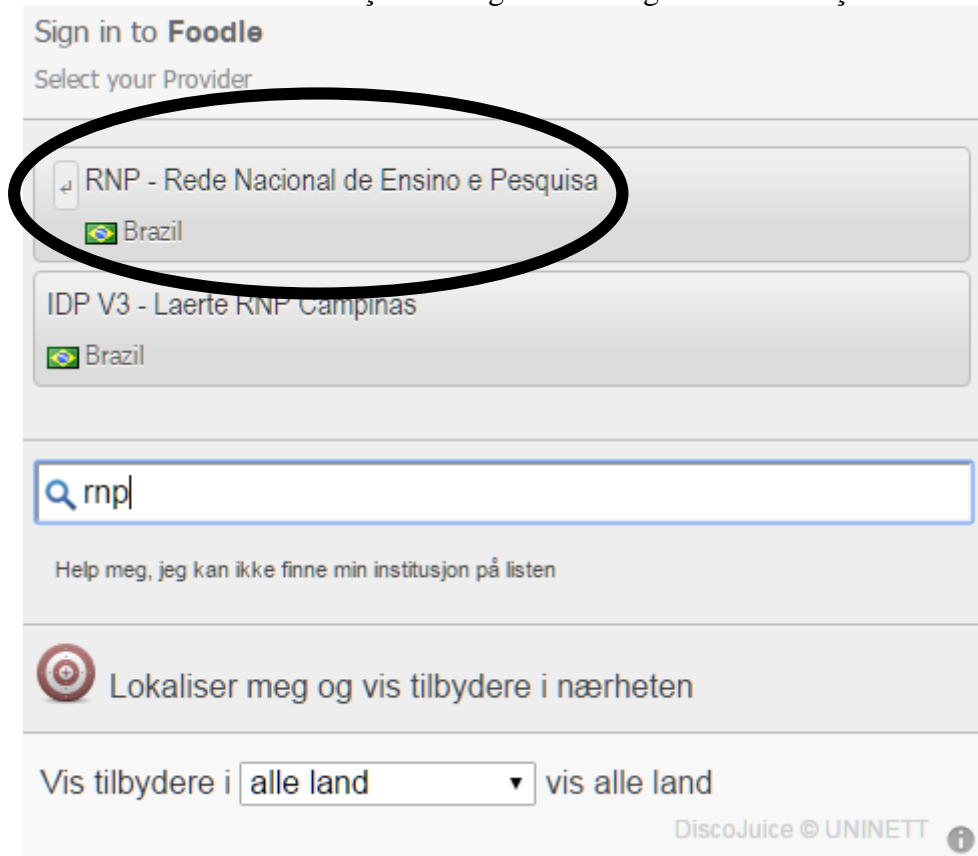 Sign in to Foodle
Select your Provider
RNP - Rede Nacional de Ensino e Pesquisa
Brazil
IDP V3 - Laerte RNP Campinas
Brazil
rnp
Help meg, jeg kan ikke finne min institusjon på listen
Lokaliser meg og vis tilbydere i nærheten
Vis tilbydere i alle land vis alle land
DiscoJuice © UNINETT